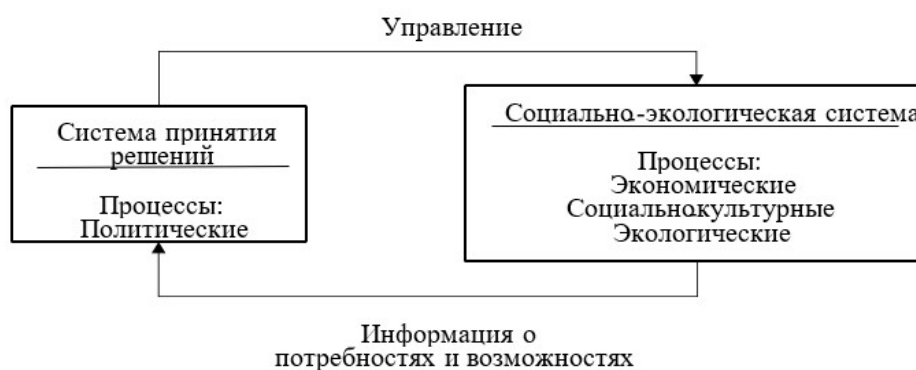 Управление
Система принятия
решений
Процессы:
Политические
Социально-экологическая система
Процессы:
Экономические
Социальнокультурные
Экологические
Информация о
потребностях и возможностях